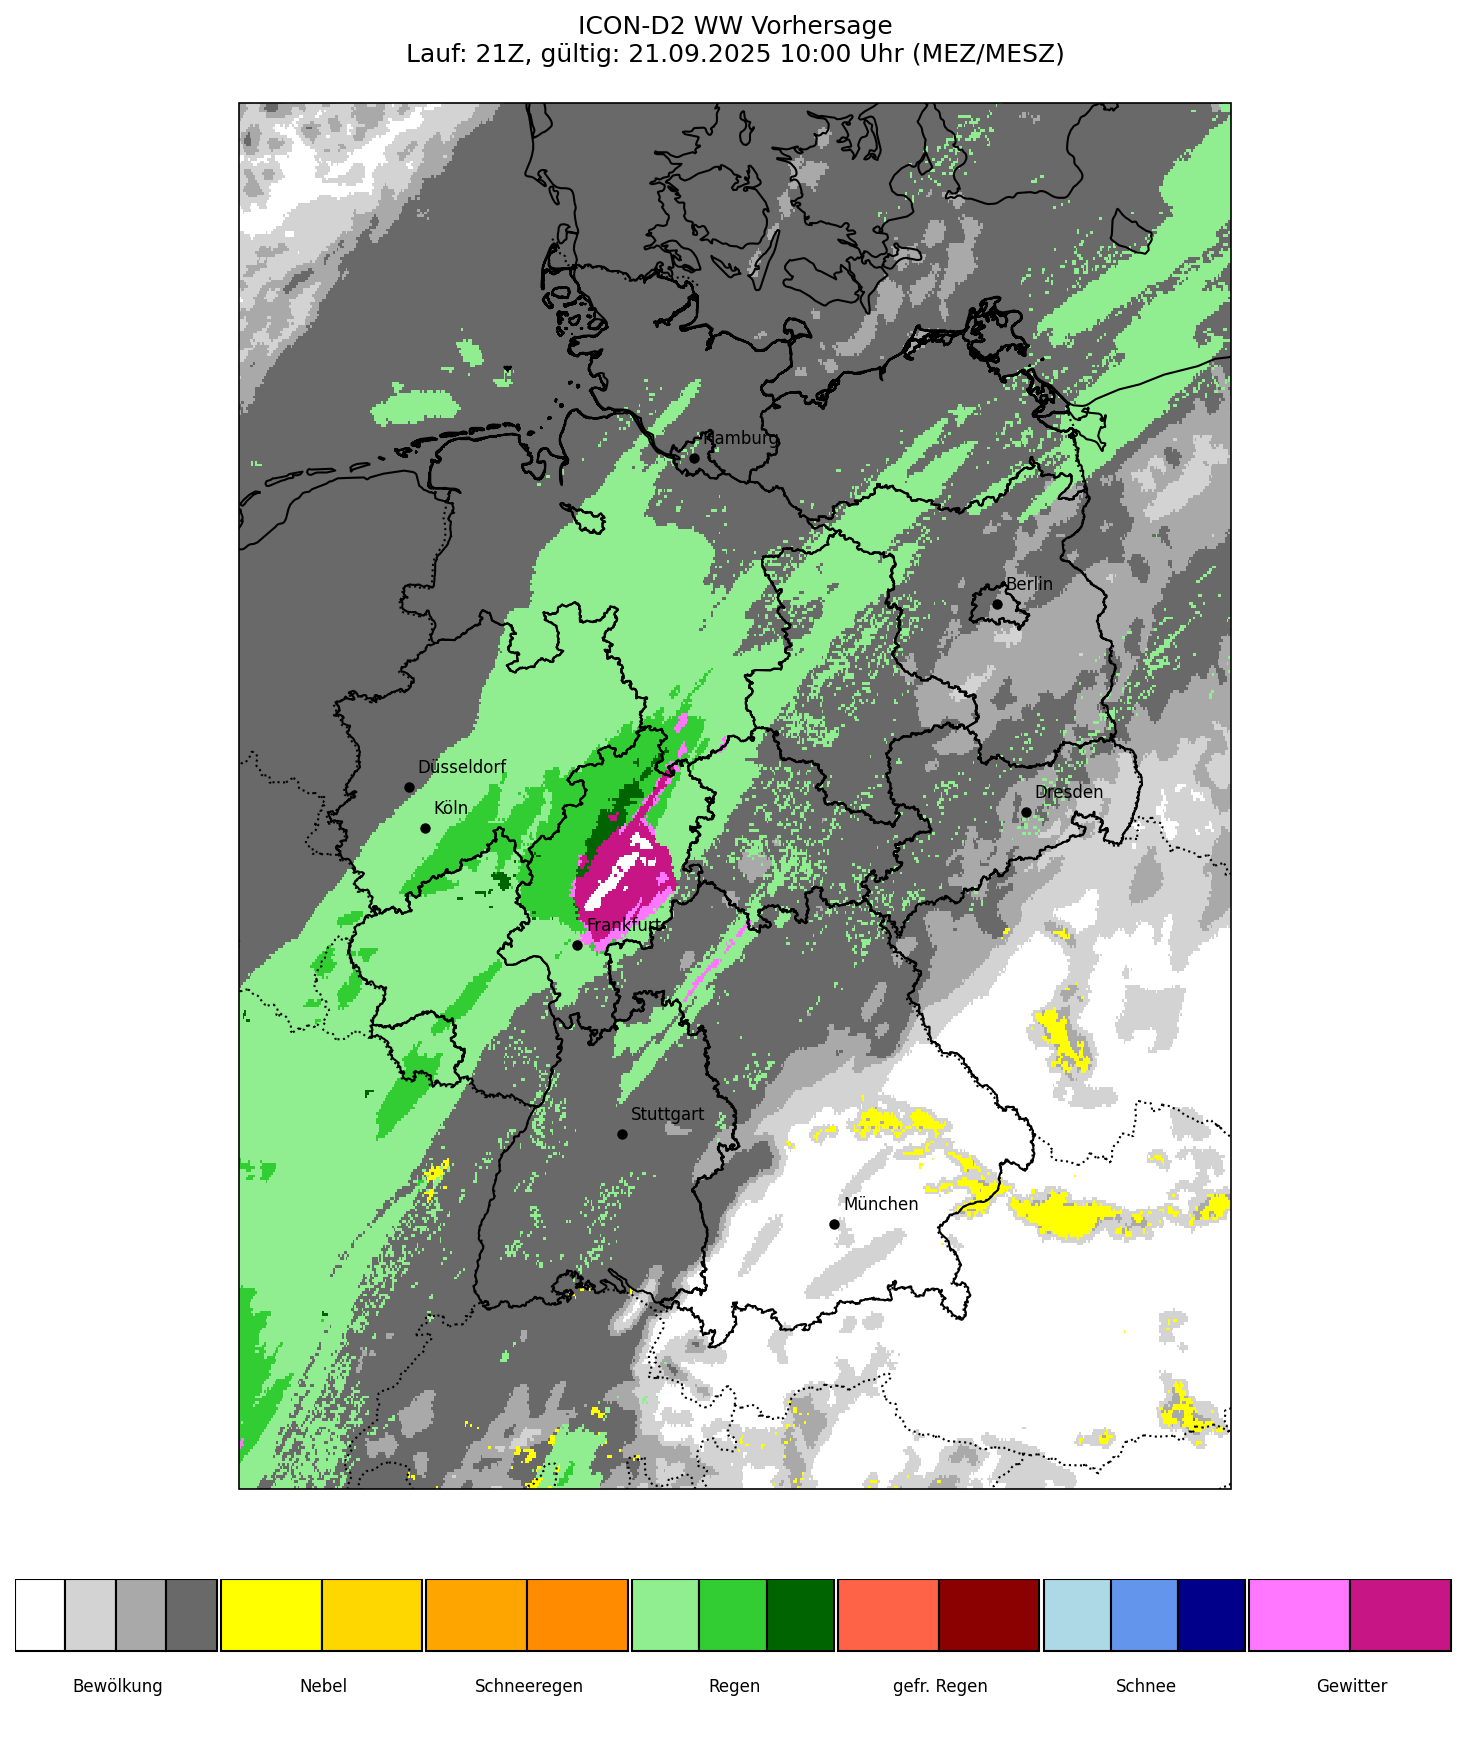 ICON-D2 WW Vorhersage
Lauf: 21Z, gültig: 21.09.2025 10:00 Uhr (MEZ/MESZ)
Hamburg
Berlin
Düsseldorf
Köln
Dresden
Frankfurt
Stuttgart
München
Bewölkung Nebel Schneeregen Regen gefr. Regen Schnee Gewitter